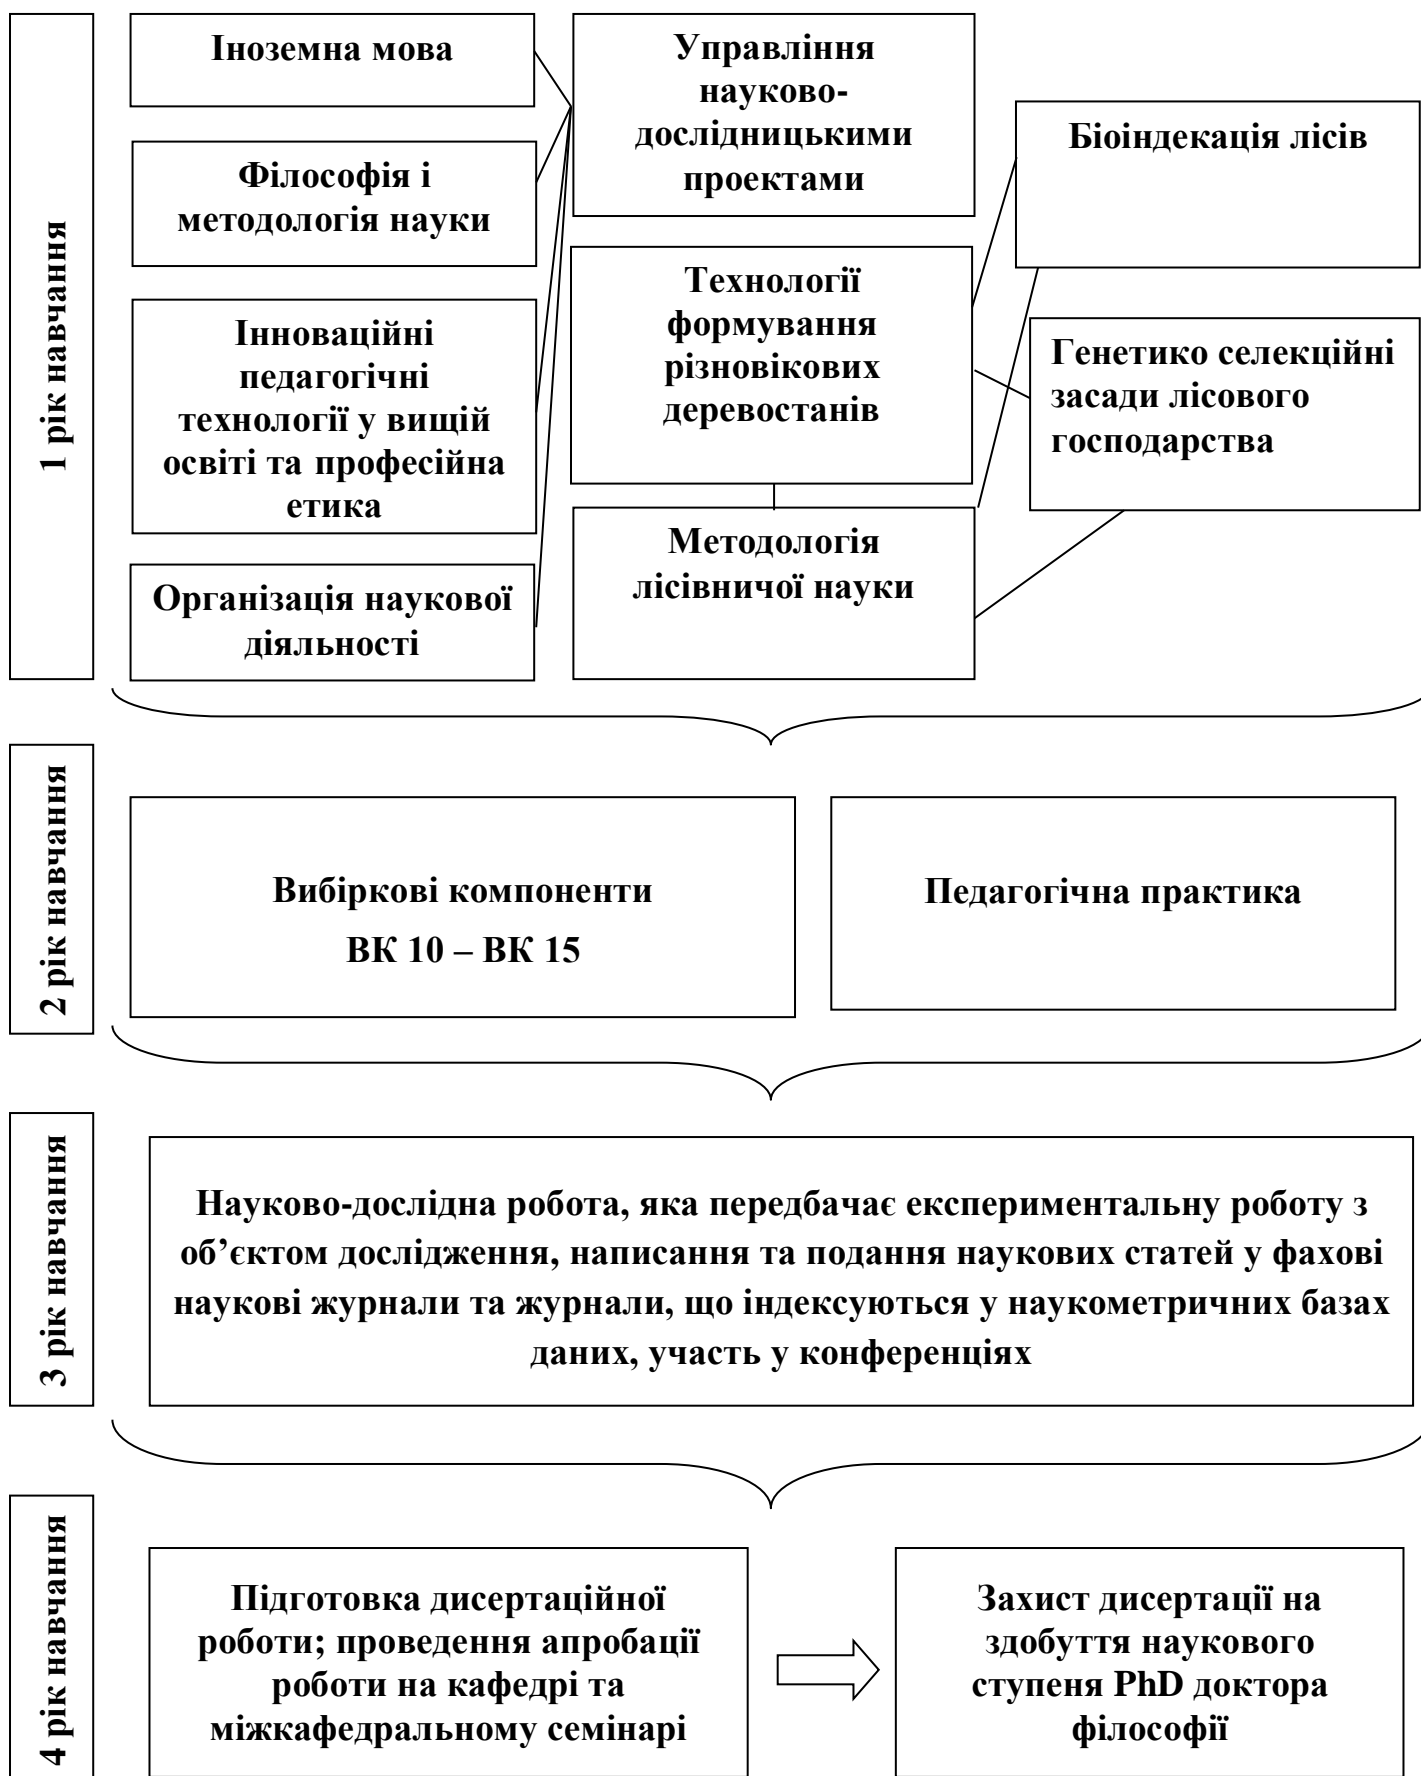 1 рік навчання
Іноземна мова
Філософія і
методологія науки
Інноваційні
педагогічні
технології у вищій
освіті та професійна
етика
Організація наукової
діяльності
Управління
науково-
дослідницькими
проектами
Технології
формування
різновікових
деревостанів
Методологія
лісівничої науки
Біоіндекація лісів
Генетико селекційні
засади лісового
господарства
2 рік навчання
Вибіркові компоненти
ВК 10 – ВК 15
Педагогічна практика
3 рік навчання
Науково-дослідна робота, яка передбачає експериментальну роботу з
об’єктом дослідження, написання та подання наукових статей у фахові
наукові журнали та журнали, що індексуються у наукометричних базах
даних, участь у конференціях
4 рік навчання
Підготовка дисертаційної
роботи; проведення апробації
роботи на кафедрі та
міжкафедральному семінарі
Захист дисертації на
здобуття наукового
ступеня PhD доктора
філософії